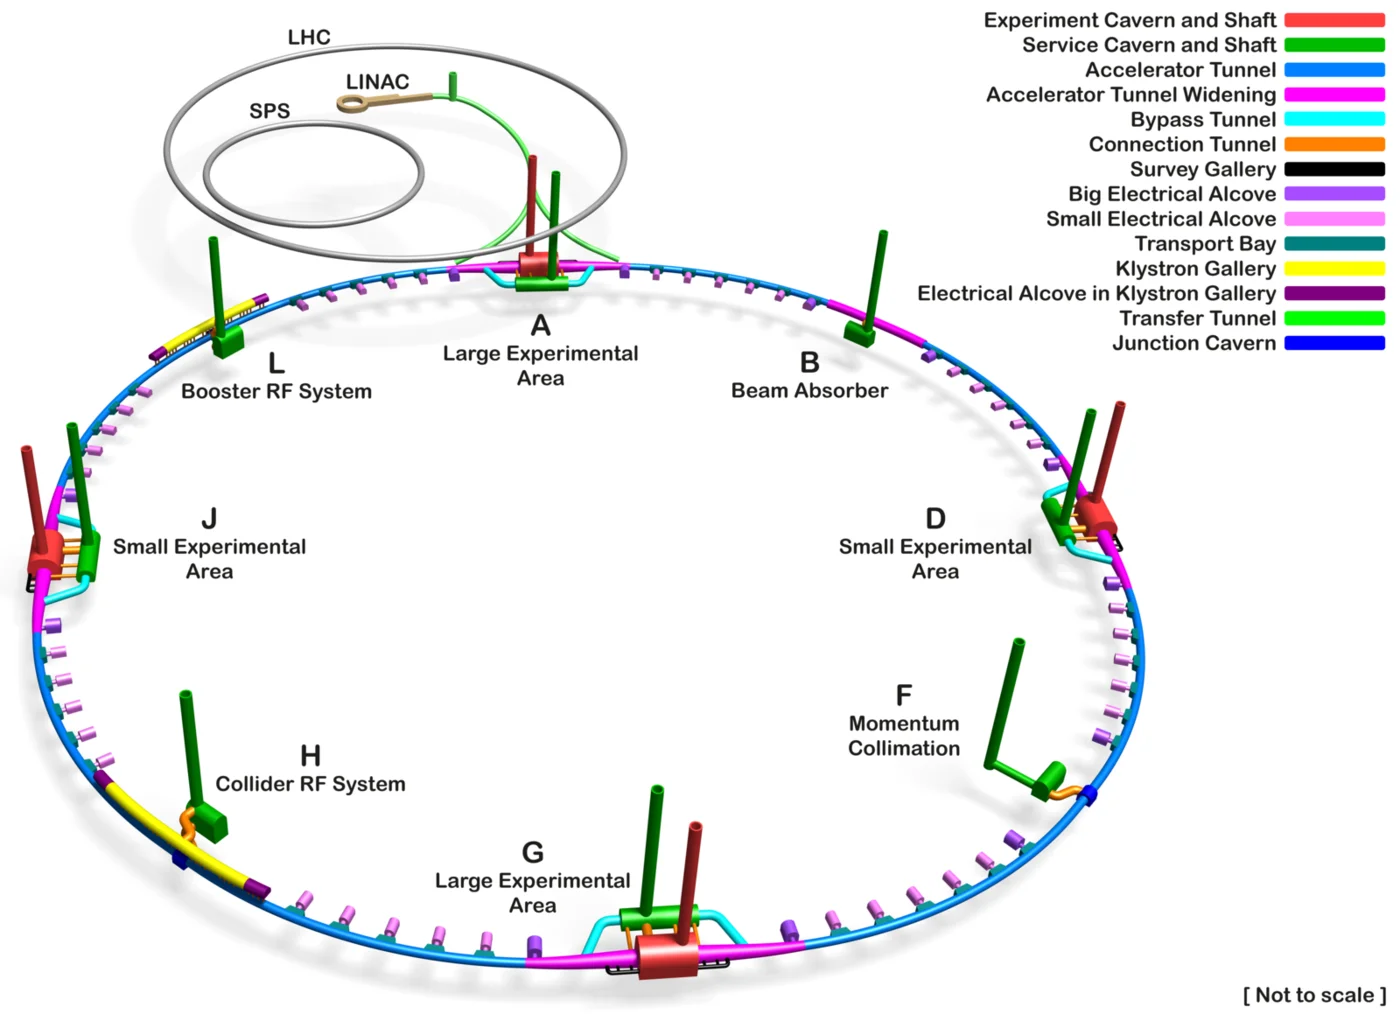 LHC
LINAC
SPS
Experiment Cavern and Shaft
Service Cavern and Shaft
Accelerator Tunnel
Accelerator Tunnel Widening
Bypass Tunnel
Connection Tunnel
Survey Gallery
Big Electrical Alcove
Small Electrical Alcove
Transport Bay
Klystron Gallery
Electrical Alcove in Klystron Gallery
Transfer Tunnel
Junction Cavern
A
Large Experimental
Area
L
Booster RF System
B
Beam Absorber
J
Small Experimental
Area
D
Small Experimental
Area
F
Momentum
Collimation
H
Collider RF System
G
Large Experimental
Area
[ Not to scale ]